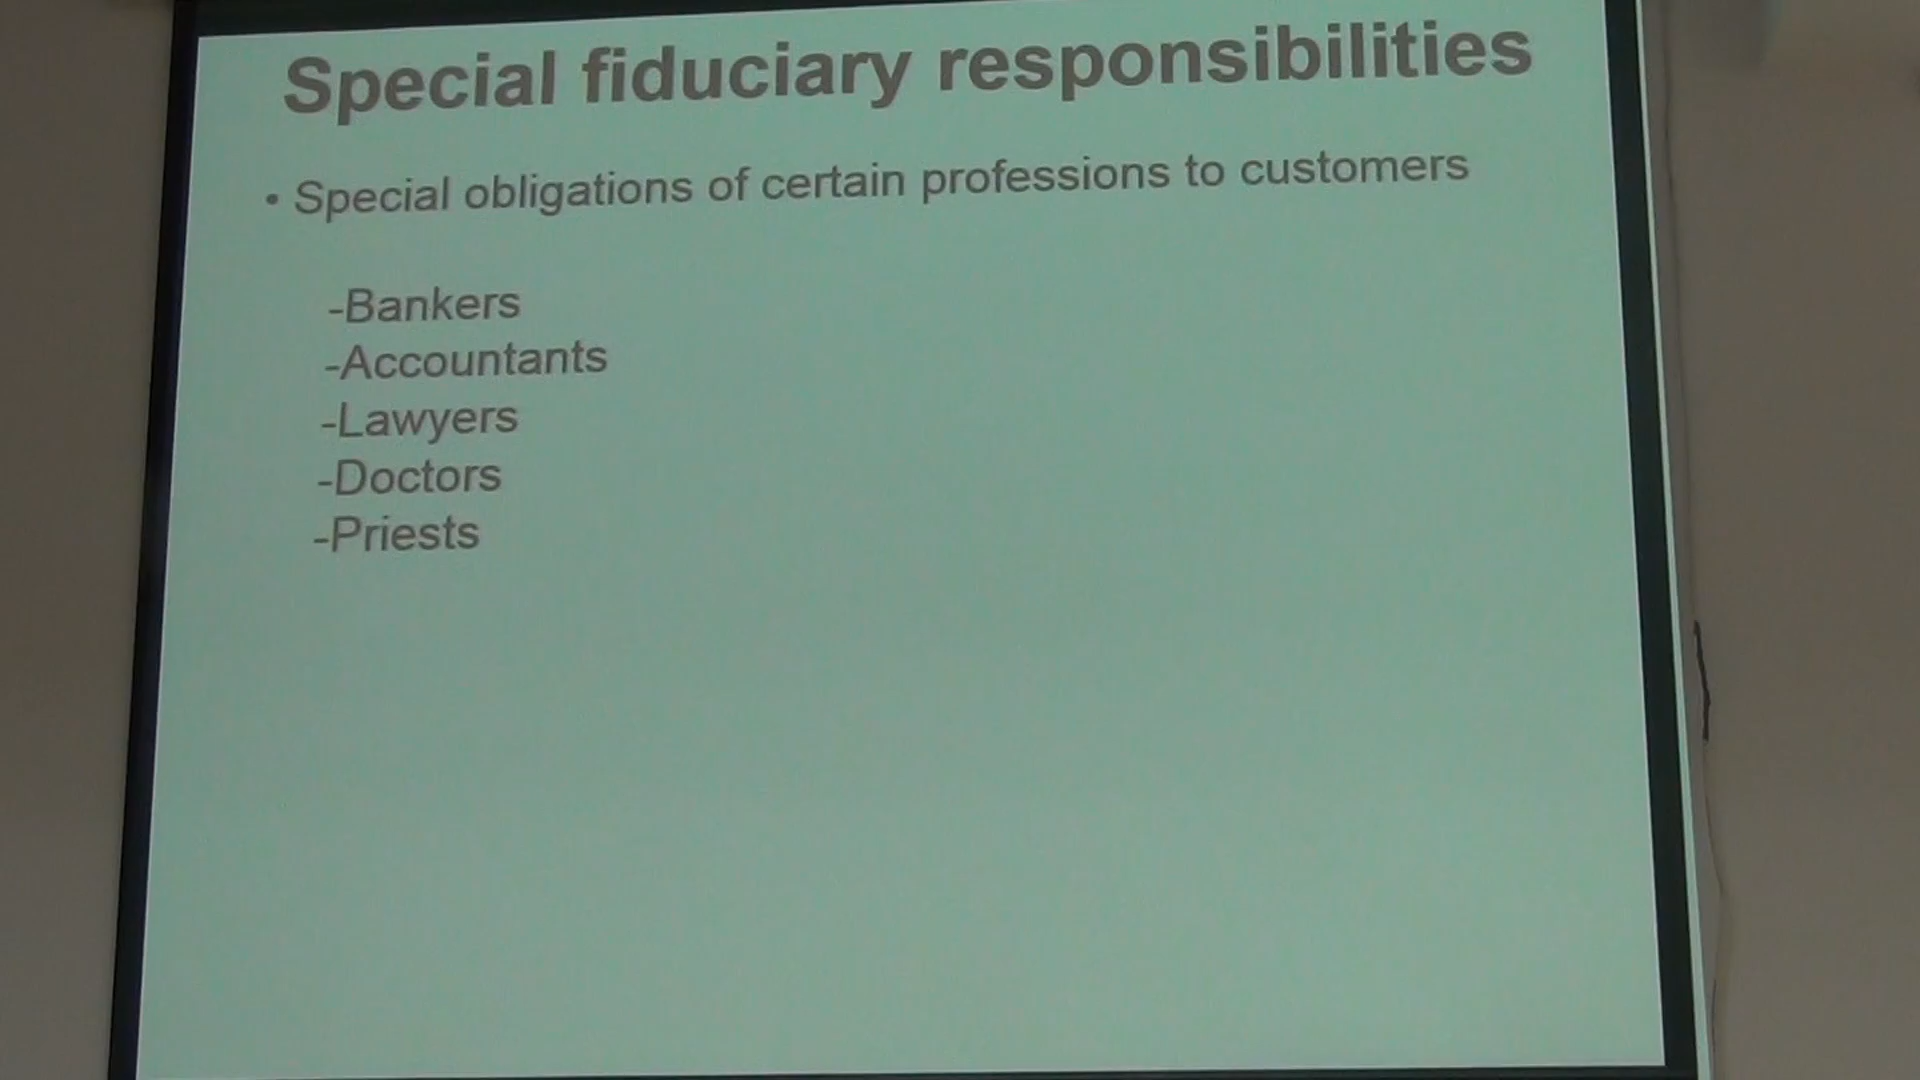 Special fiduciary responsibilities
• Special obligations of certain professions to customers
-Bankers
-Accountants
-Lawyers
-Doctors
-Priests